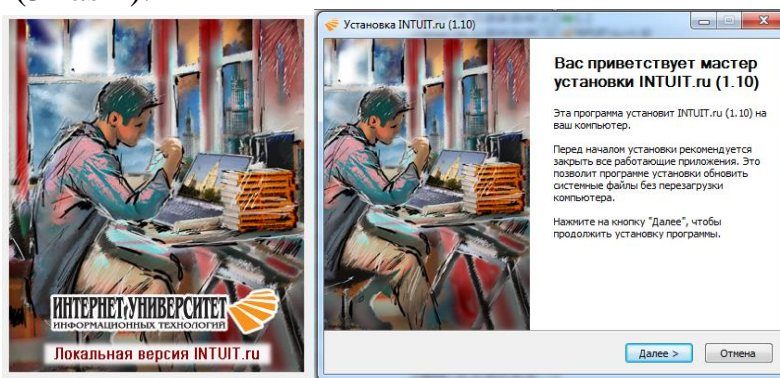 ИНТЕРНЕТ-УНИВЕРСИТЕТ
ИНФОРМАЦИОННЫХ ТЕХНОЛОГИЙ
Локальная версия INTUIT.ru
Установка INTUIT.ru (1.10)
Вас приветствует мастер
установки INTUIT.ru (1.10)
Эта программа установит INTUIT.ru (1.10) на
ваш компьютер.
Перед началом установки рекомендуется
закрыть все работающие приложения. Это
позволит программе установки обновить
системные файлы без перезагрузки
компьютера.
Нажмите на кнопку "Далее", чтобы
продолжить установку программы.
Далее > Отмена